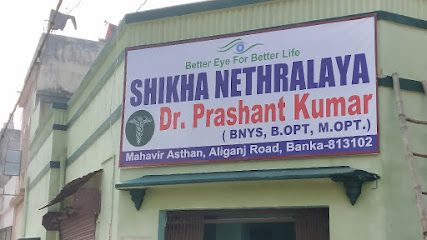 Better Eye For Better Life
SHIKHA NETHRALAYA
Dr. Prashant Kumar
( BNYS, B.OPT, M.OPT.)
Mahavir Asthan, Aliganj Road, Banka-813102